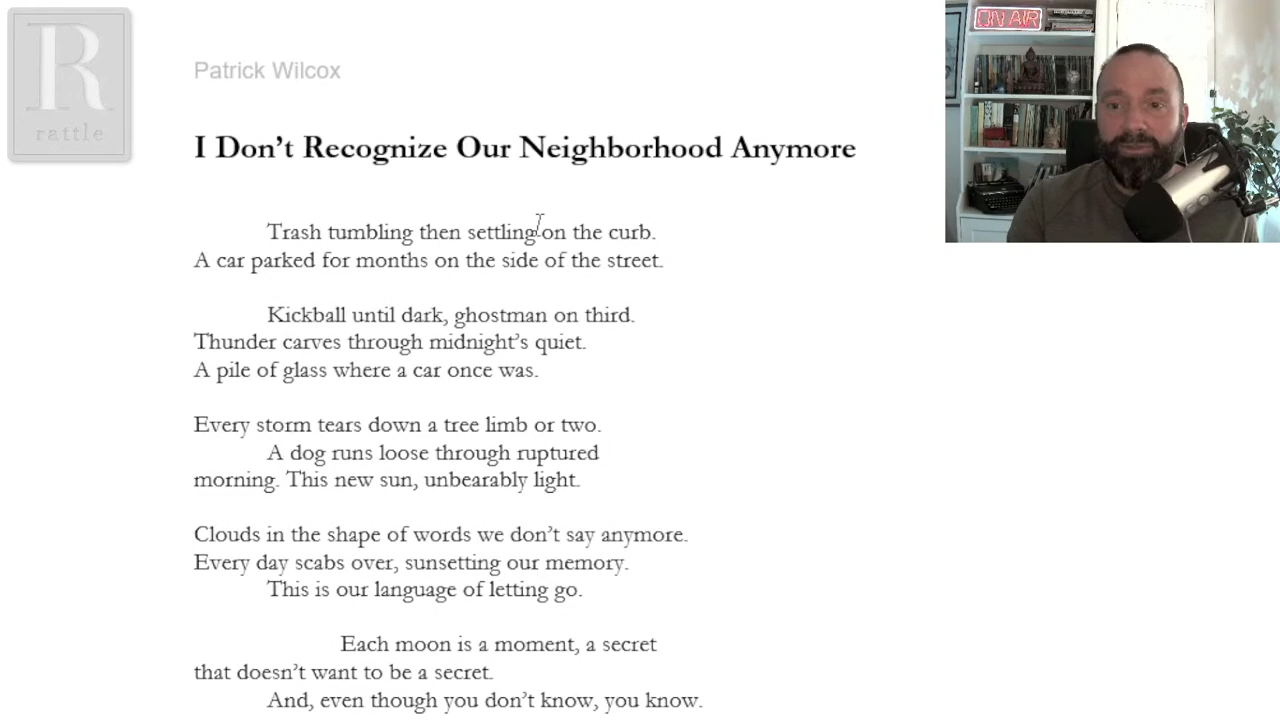 R
rattle
ON AIR
Patrick Wilcox
I Don't Recognize Our Neighborhood Anymore
Trash tumbling then settling on the curb.
A car parked for months on the side of the street.
Kickball until dark, ghostman on third.
Thunder carves through midnight's quiet.
A pile of glass where a car once was.
Every storm tears down a tree limb or two.
A dog runs loose through ruptured
morning. This new sun, unbearably light.
Clouds in the shape of words we don't say anymore.
Every day scabs over, sunsetting our memory.
This is our language of letting go.
Each moon is a moment, a secret
that doesn't want to be a secret.
And, even though you don't know, you know.